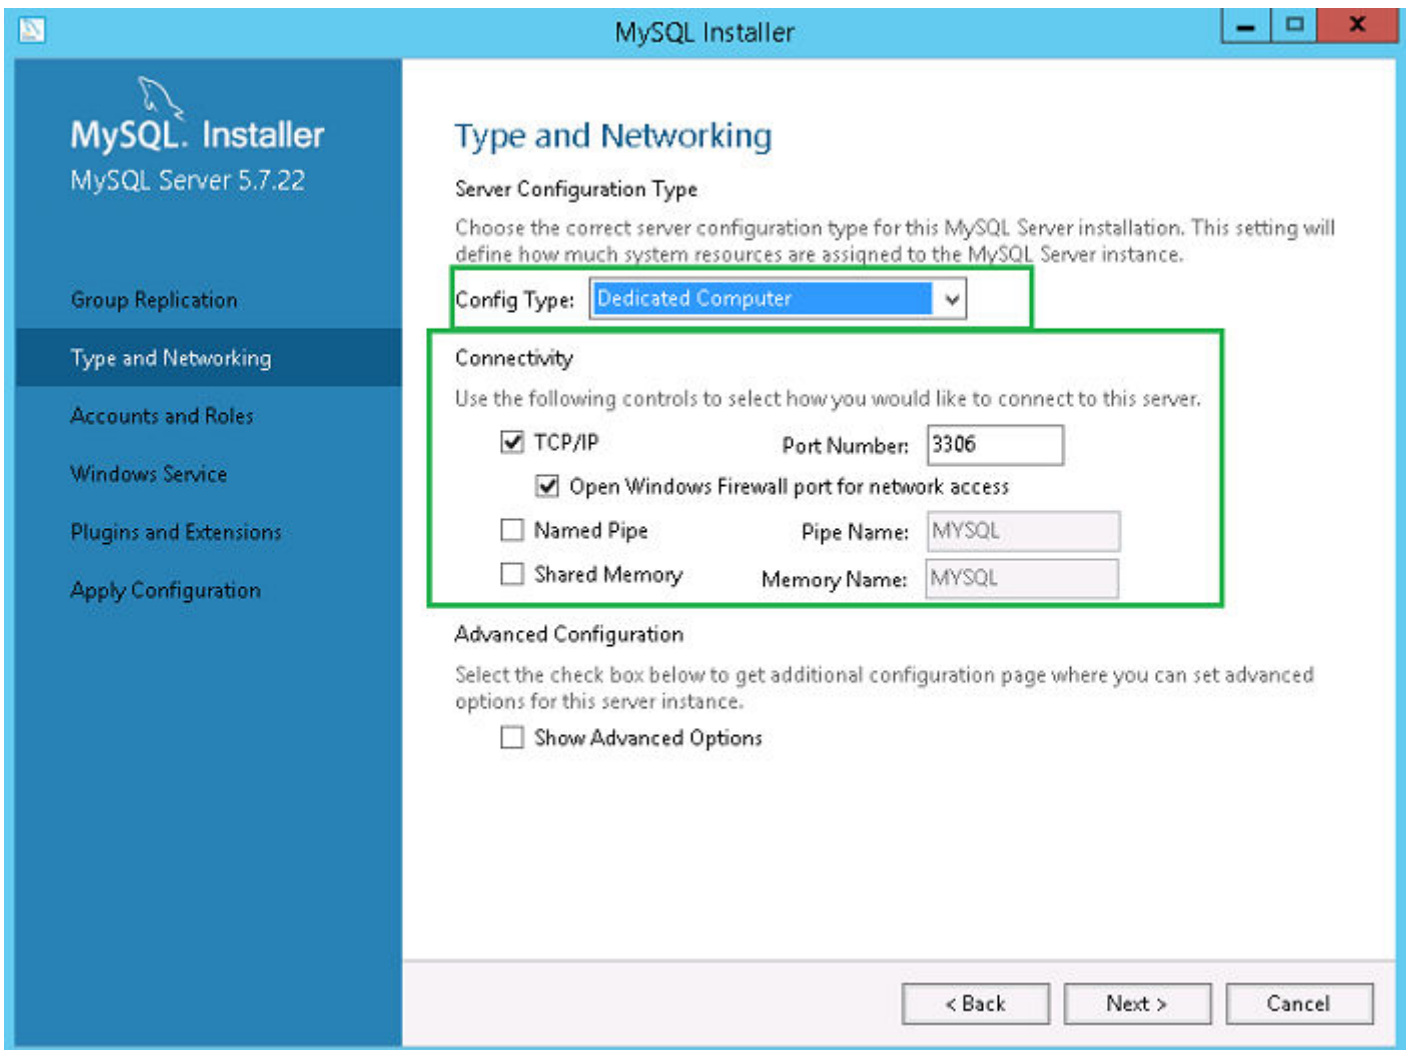 MySQL Installer
MySQL. Installer
MySQL Server 5.7.22
Group Replication
Type and Networking
Accounts and Roles
Windows Service
Plugins and Extensions
Apply Configuration
Type and Networking
Server Configuration Type
Choose the correct server configuration type for this MySQL Server installation. This setting will
define how much system resources are assigned to the MySQL Server instance.
Config Type: Dedicated Computer
Connectivity
Use the following controls to select how you would like to connect to this server.
TCP/IP Port Number: 3306
Open Windows Firewall port for network access
Named Pipe Pipe Name: MYSQL
Shared Memory Memory Name: MYSQL
Advanced Configuration
Select the check box below to get additional configuration page where you can set advanced
options for this server instance.
Show Advanced Options
< Back Next > Cancel